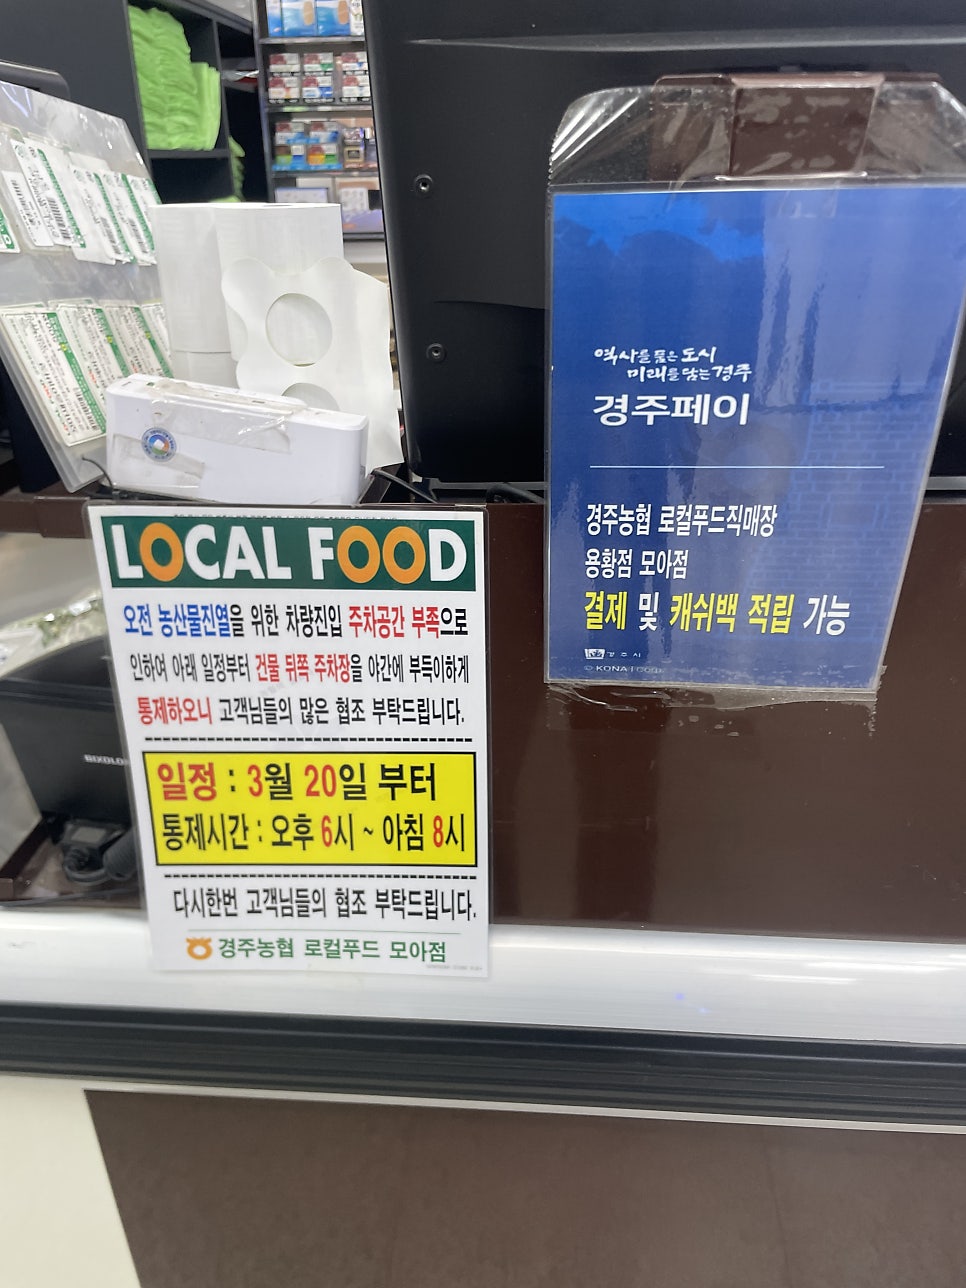 LOCAL FOOD
오전 농산물진열을 위한 차량진입 주차공간 부족으로
인하여 아래 일정부터 건물 뒤쪽 주차장을 야간에 부득이하게
통제하오니 고객님들의 많은 협조 부탁드립니다.
일정 : 3월 20일 부터
통제시간 : 오후 6시 ~ 아침 8시
다시한번 고객님들의 협조 부탁드립니다.
경주농협 로컬푸드 모아점
역사를 품은 도시
미래를 담는 경주
경주페이
경주농협 로컬푸드직매장
용황점 모아점
결제 및 캐쉬백 적립 가능
경주시
© KONA I Corp.
BIXOLON